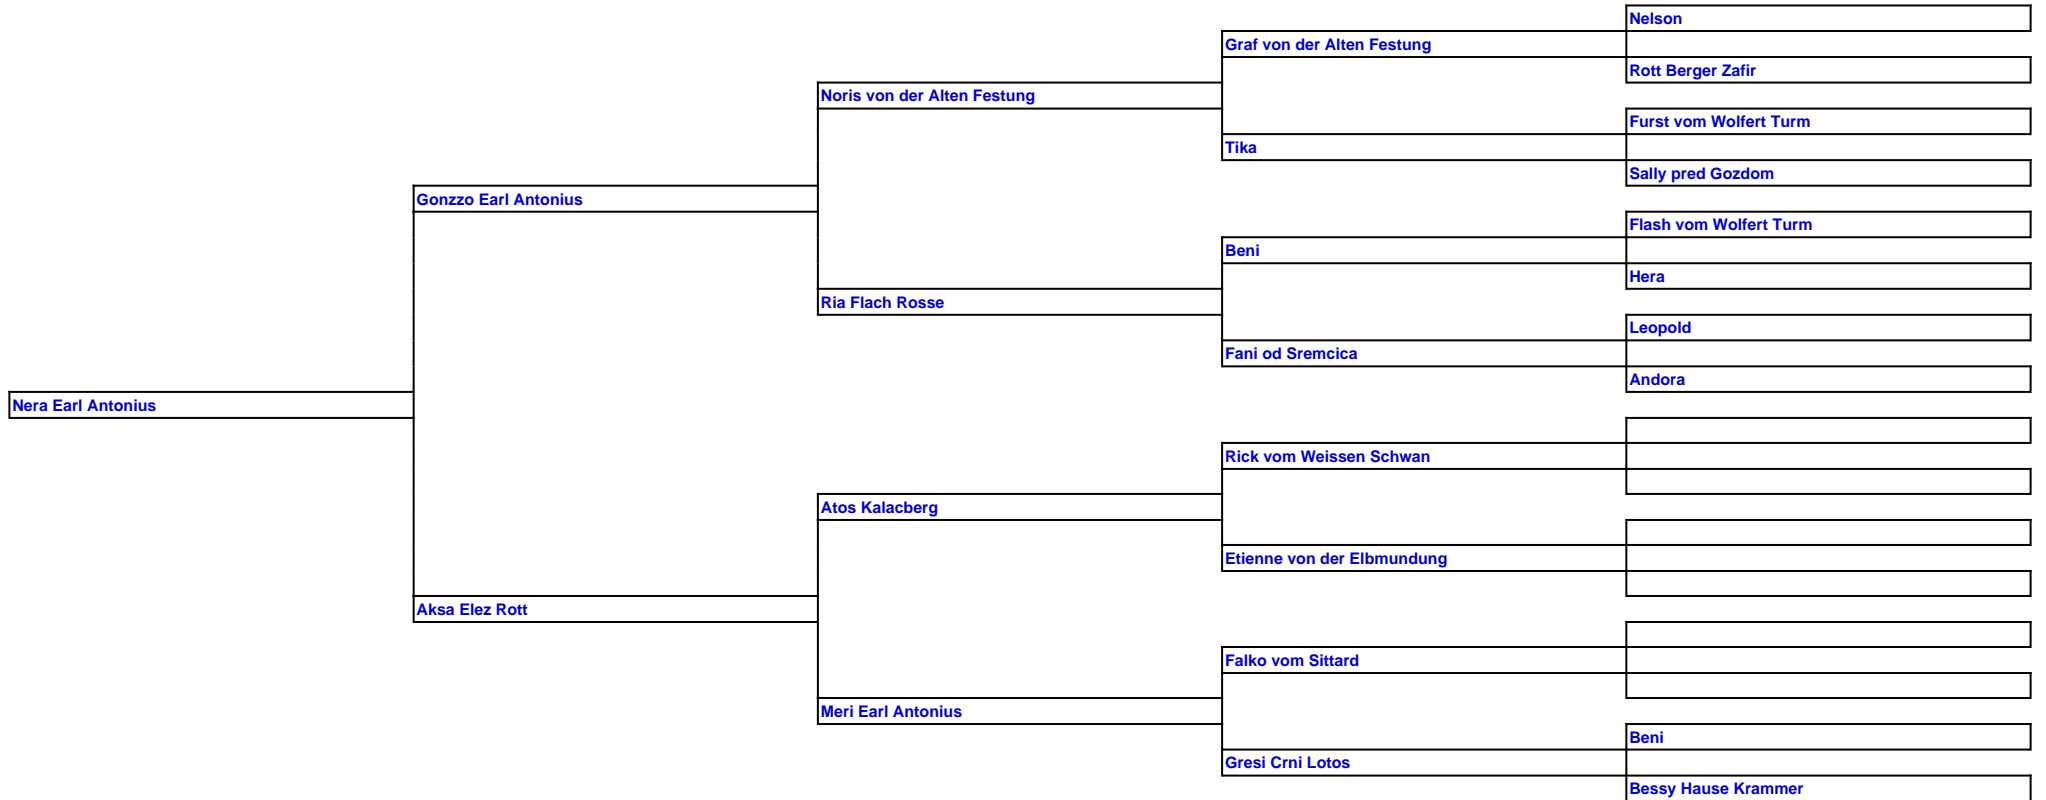 Nelson
Graf von der Alten Festung
Rott Berger Zafir
Noris von der Alten Festung
Furst vom Wolfert Turm
Tika
Sally pred Gozdom
Gonzzo Earl Antonius
Flash vom Wolfert Turm
Beni
Hera
Ria Flach Rosse
Leopold
Fani od Sremcica
Andora
Nera Earl Antonius
Rick vom Weissen Schwan
Atos Kalacberg
Etienne von der Elbmundung
Aksa Elez Rott
Falko vom Sittard
Meri Earl Antonius
Beni
Gresi Crni Lotos
Bessy Hause Krammer